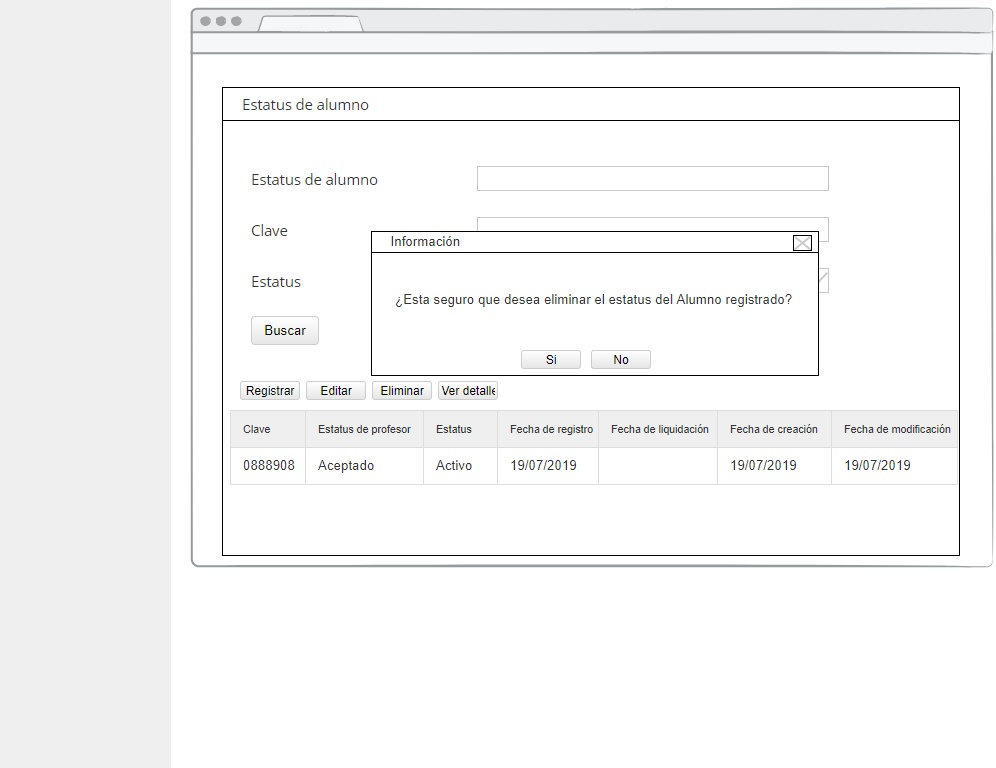 Estatus de alumno
Estatus de alumno
Clave
Información
Estatus
¿Esta seguro que desea eliminar el estatus del Alumno registrado?
Buscar
Si No
Registrar Editar Eliminar Ver detalle
Clave Estatus de profesor Estatus Fecha de registro Fecha de liquidación Fecha de creación Fecha de modificación
0888908 Aceptado Activo 19/07/2019 19/07/2019 19/07/2019